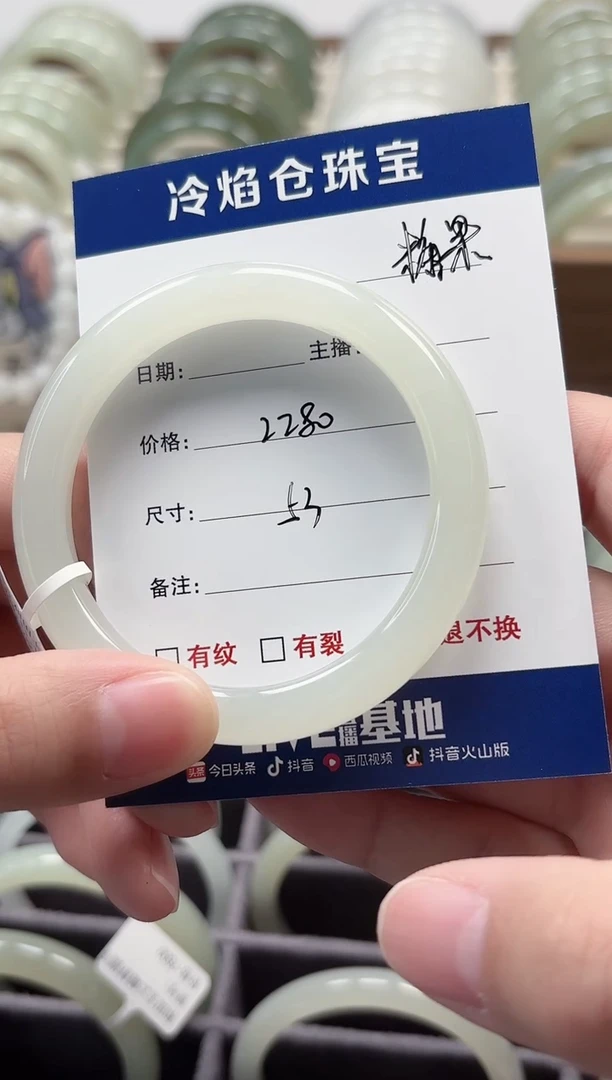 冷焰仓珠宝
糖果
日期: 主播:
价格: 2280
尺寸: 53
备注:
□有纹 □有裂 退不换
播基地
今日头条 抖音 西瓜视频 抖音火山版